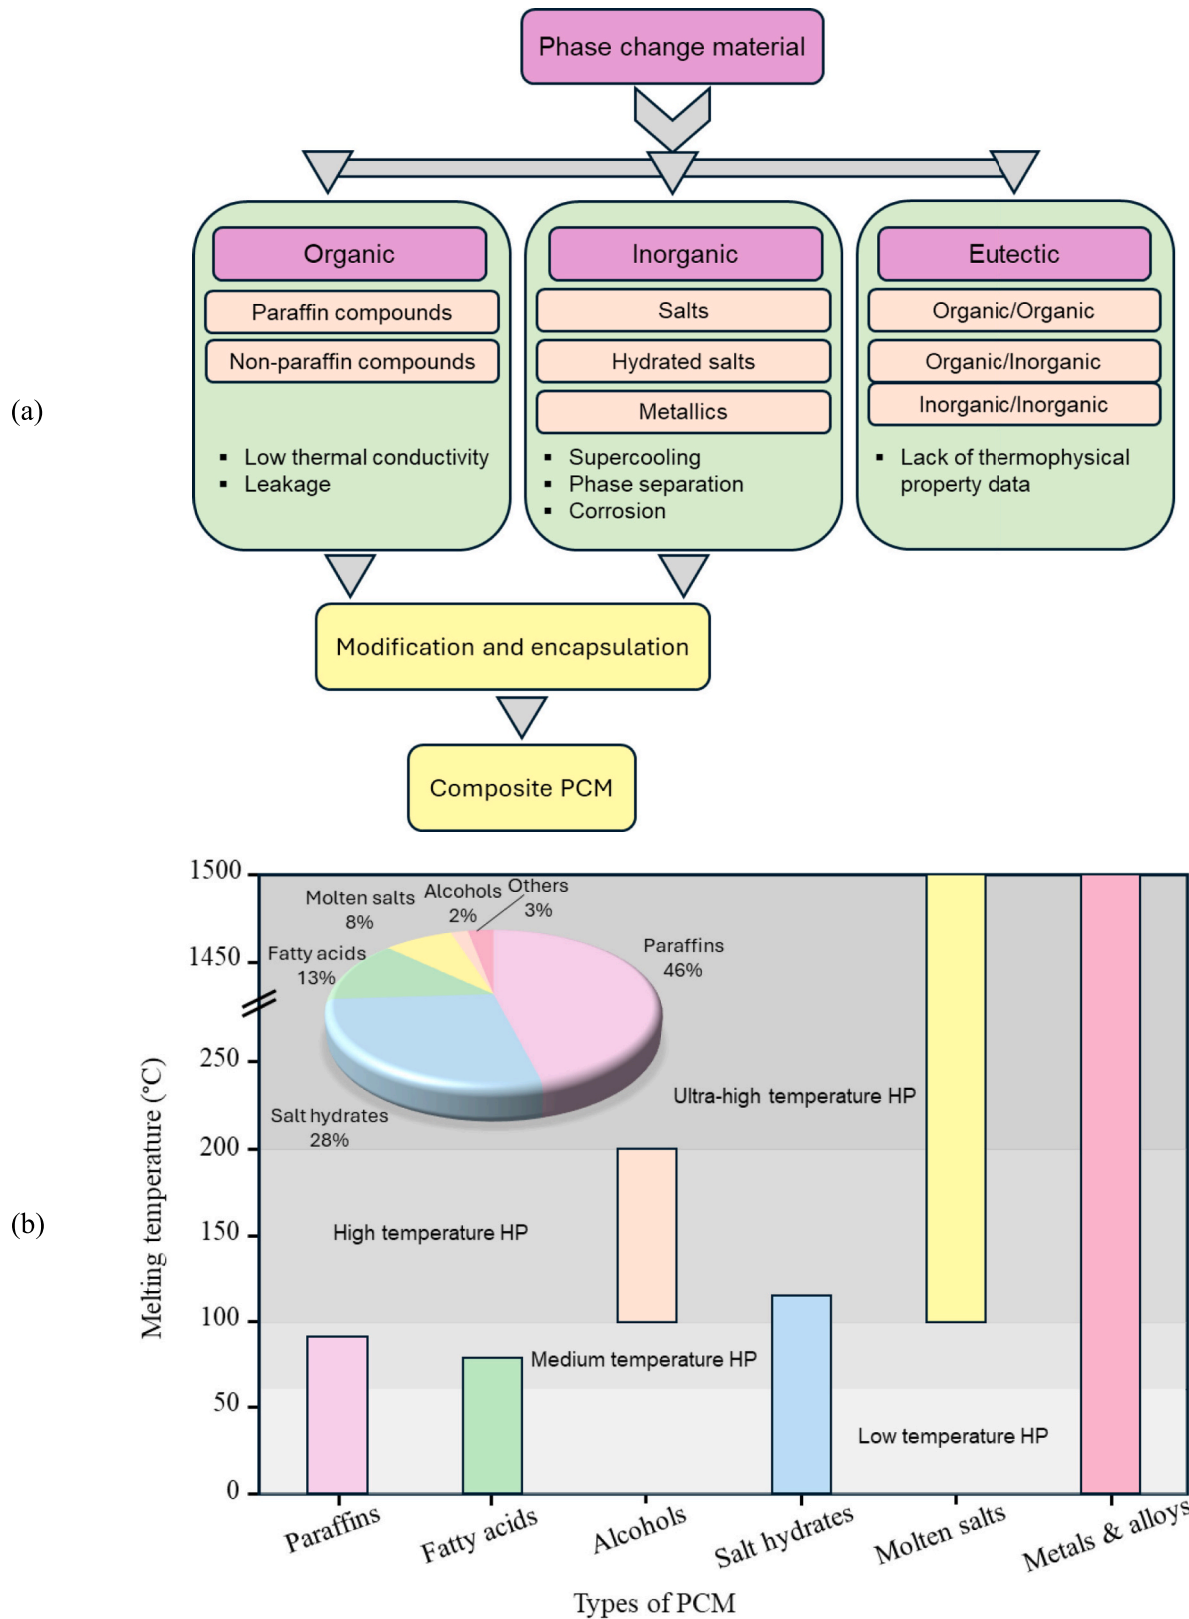 Phase change material
Organic
Paraffin compounds
Non-paraffin compounds
▪ Low thermal conductivity
▪ Leakage
Inorganic
Salts
Hydrated salts
Metallics
▪ Supercooling
▪ Phase separation
▪ Corrosion
Eutectic
Organic/Organic
Organic/Inorganic
Inorganic/Inorganic
▪ Lack of thermophysical
property data
(a)
Modification and encapsulation
Composite PCM
(b)
Melting temperature (°C)
1500
1450
250
200
150
100
50
0
Molten salts
8%
Alcohols
2%
Others
3%
Fatty acids
13%
Paraffins
46%
Salt hydrates
28%
Ultra-high temperature HP
High temperature HP
Medium temperature HP
Low temperature HP
Paraffins
Fatty acids
Alcohols
Salt hydrates
Molten salts
Metals & alloys
Types of PCM